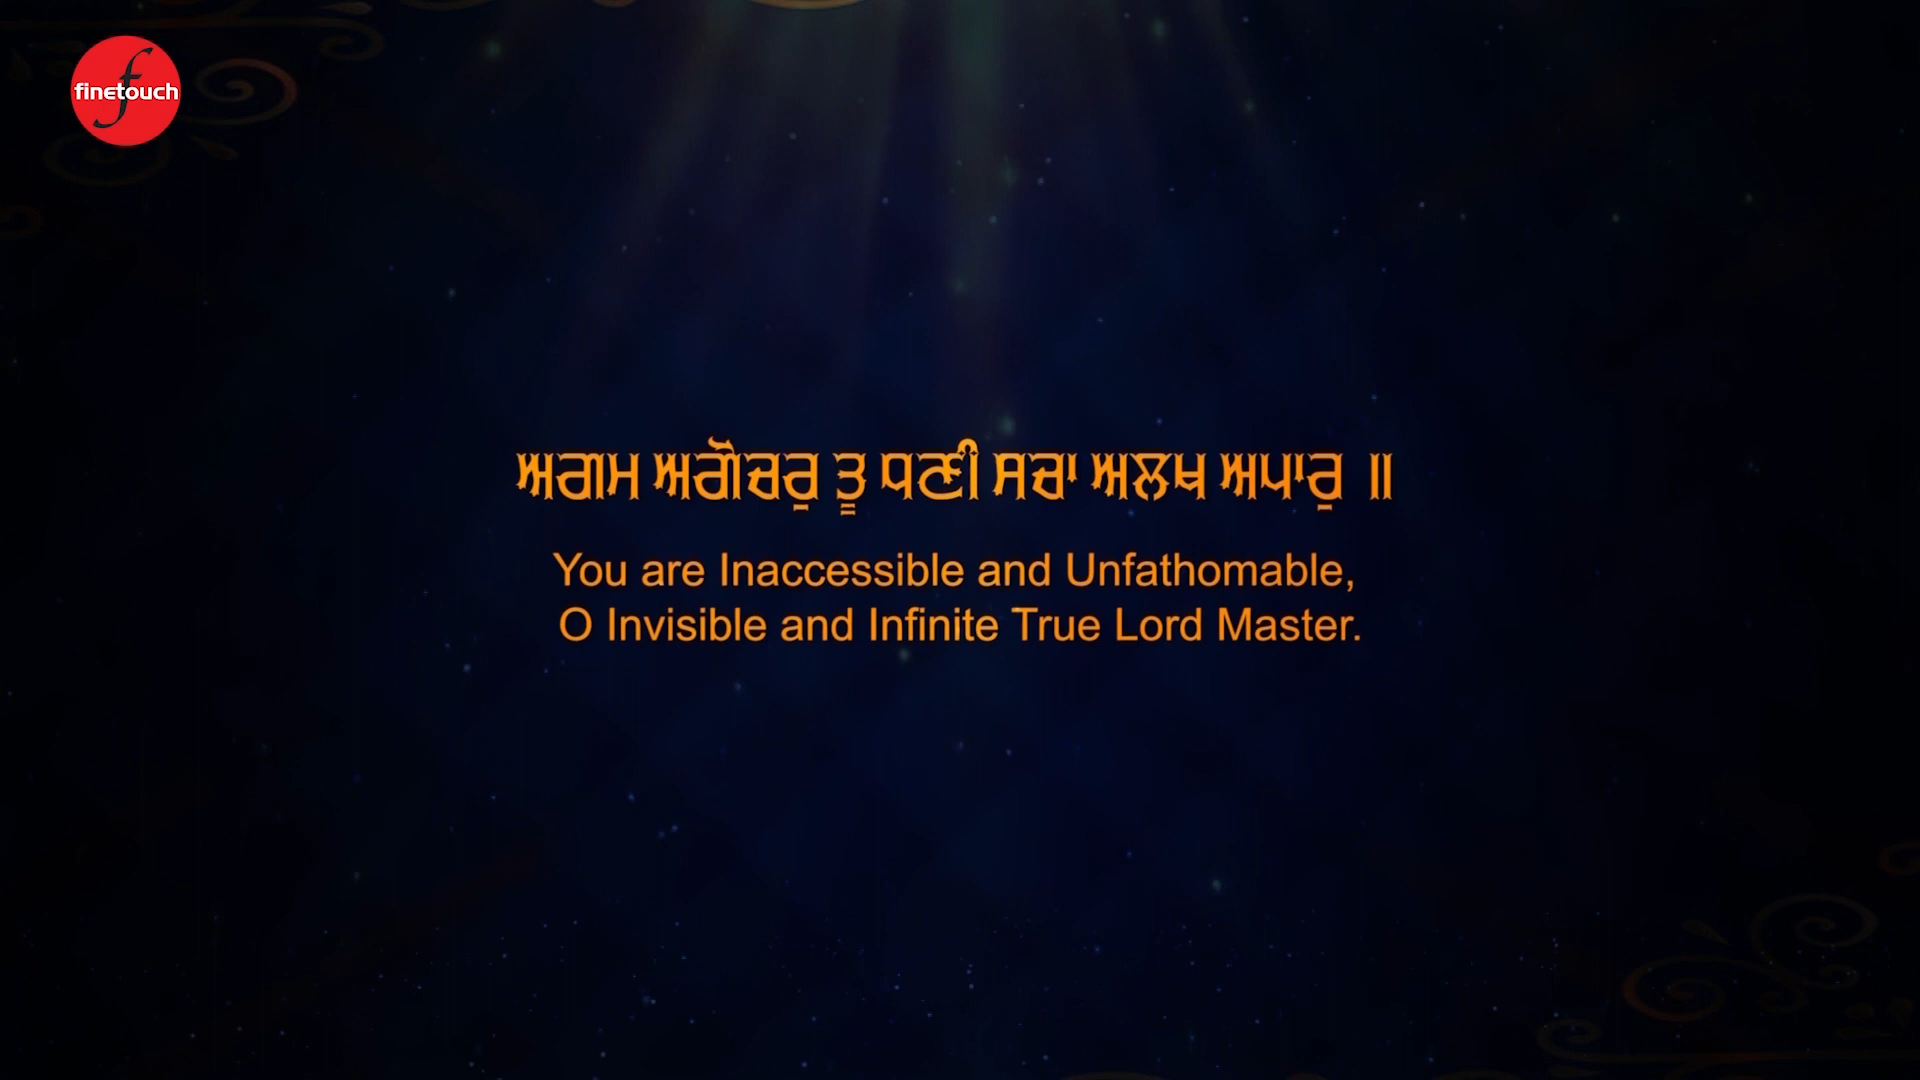 finetouch
ਅਗਮ ਅਗੋਚਰੁ ਤੂ ਧਣੀ ਸਚਾ ਅਲਖ ਅਪਾਰੁ ॥
You are Inaccessible and Unfathomable,
O Invisible and Infinite True Lord Master.